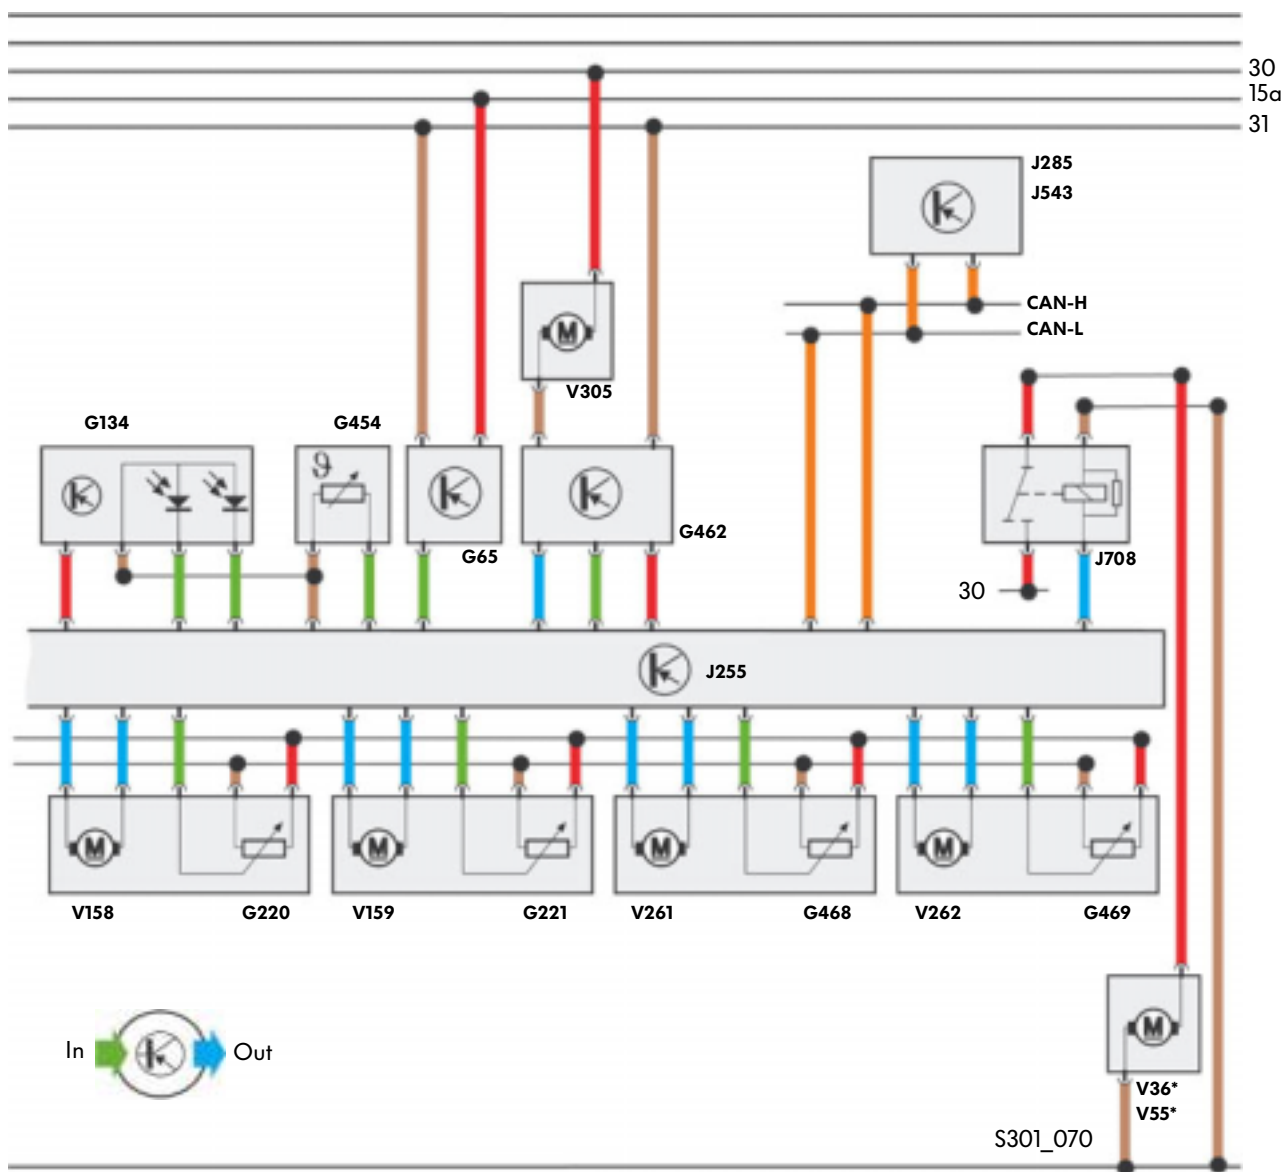 30
15a
31
J285
J543
CAN-H
CAN-L
V305
G134
G454
G462
G65
J708
30
J255
M
M
M
M
M
V158
G220
V159
G221
V261
G468
V262
G469
M
In
Out
V36*
V55*
S301_070